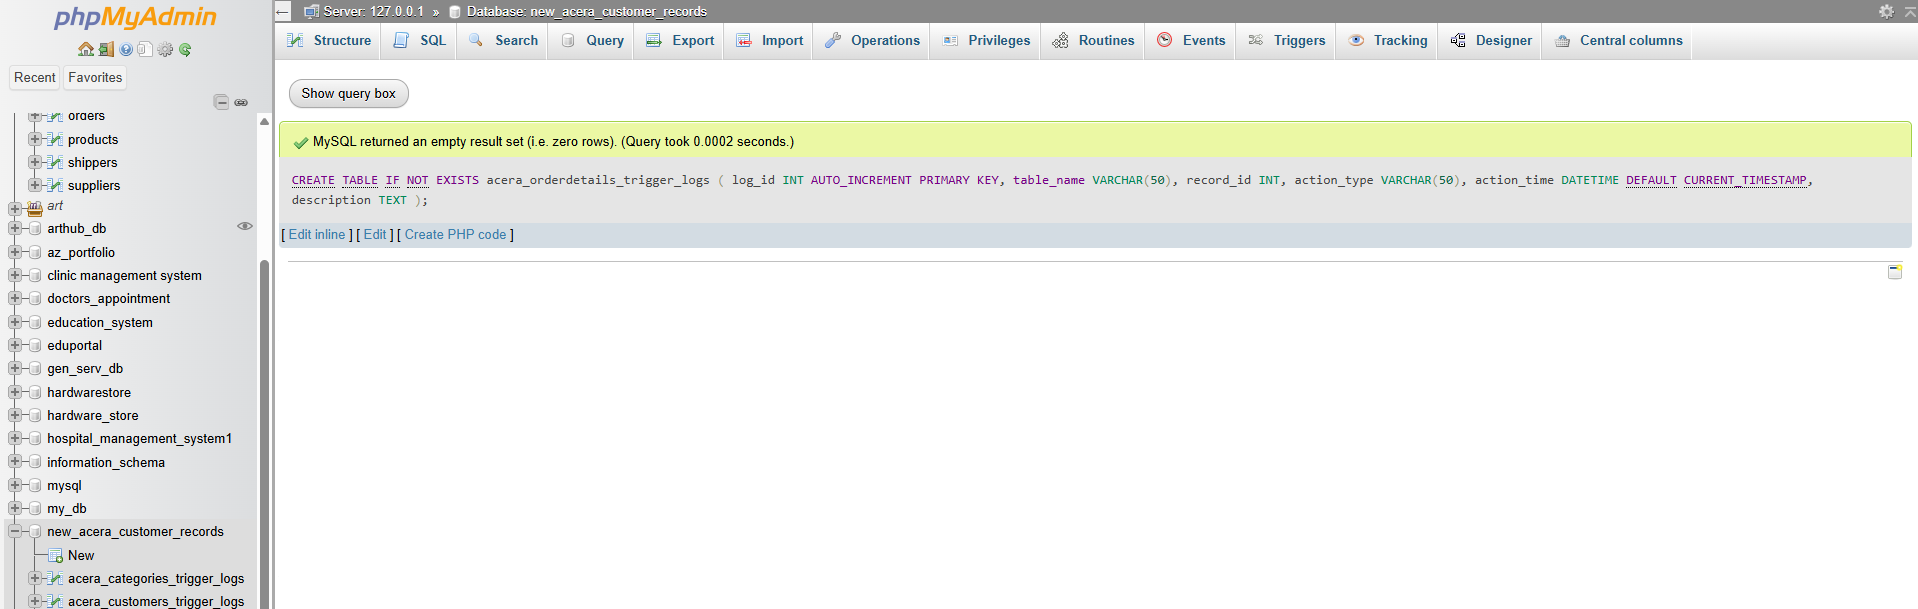 phpMyAdmin
Recent
Favorites
orders
products
shippers
suppliers
art
arthub_db
az_portfolio
clinic management system
doctors_appointment
education_system
eduportal
gen_serv_db
hardwarestore
hardware_store
hospital_management_system1
information_schema
mysql
my_db
new_acera_customer_records
New
acera_categories_trigger_logs
acera_customers_trigger_logs
Server: 127.0.0.1 » Database: new_acera_customer_records
Structure SQL Search Query Export Import Operations Privileges Routines Events Triggers Tracking Designer Central columns
Show query box
MySQL returned an empty result set (i.e. zero rows). (Query took 0.0002 seconds.)
CREATE TABLE IF NOT EXISTS acera_orderdetails_trigger_logs ( log_id INT AUTO_INCREMENT PRIMARY KEY, table_name VARCHAR(50), record_id INT, action_type VARCHAR(50), action_time DATETIME DEFAULT CURRENT_TIMESTAMP,
description TEXT );
[ Edit inline ] [ Edit ] [ Create PHP code ]